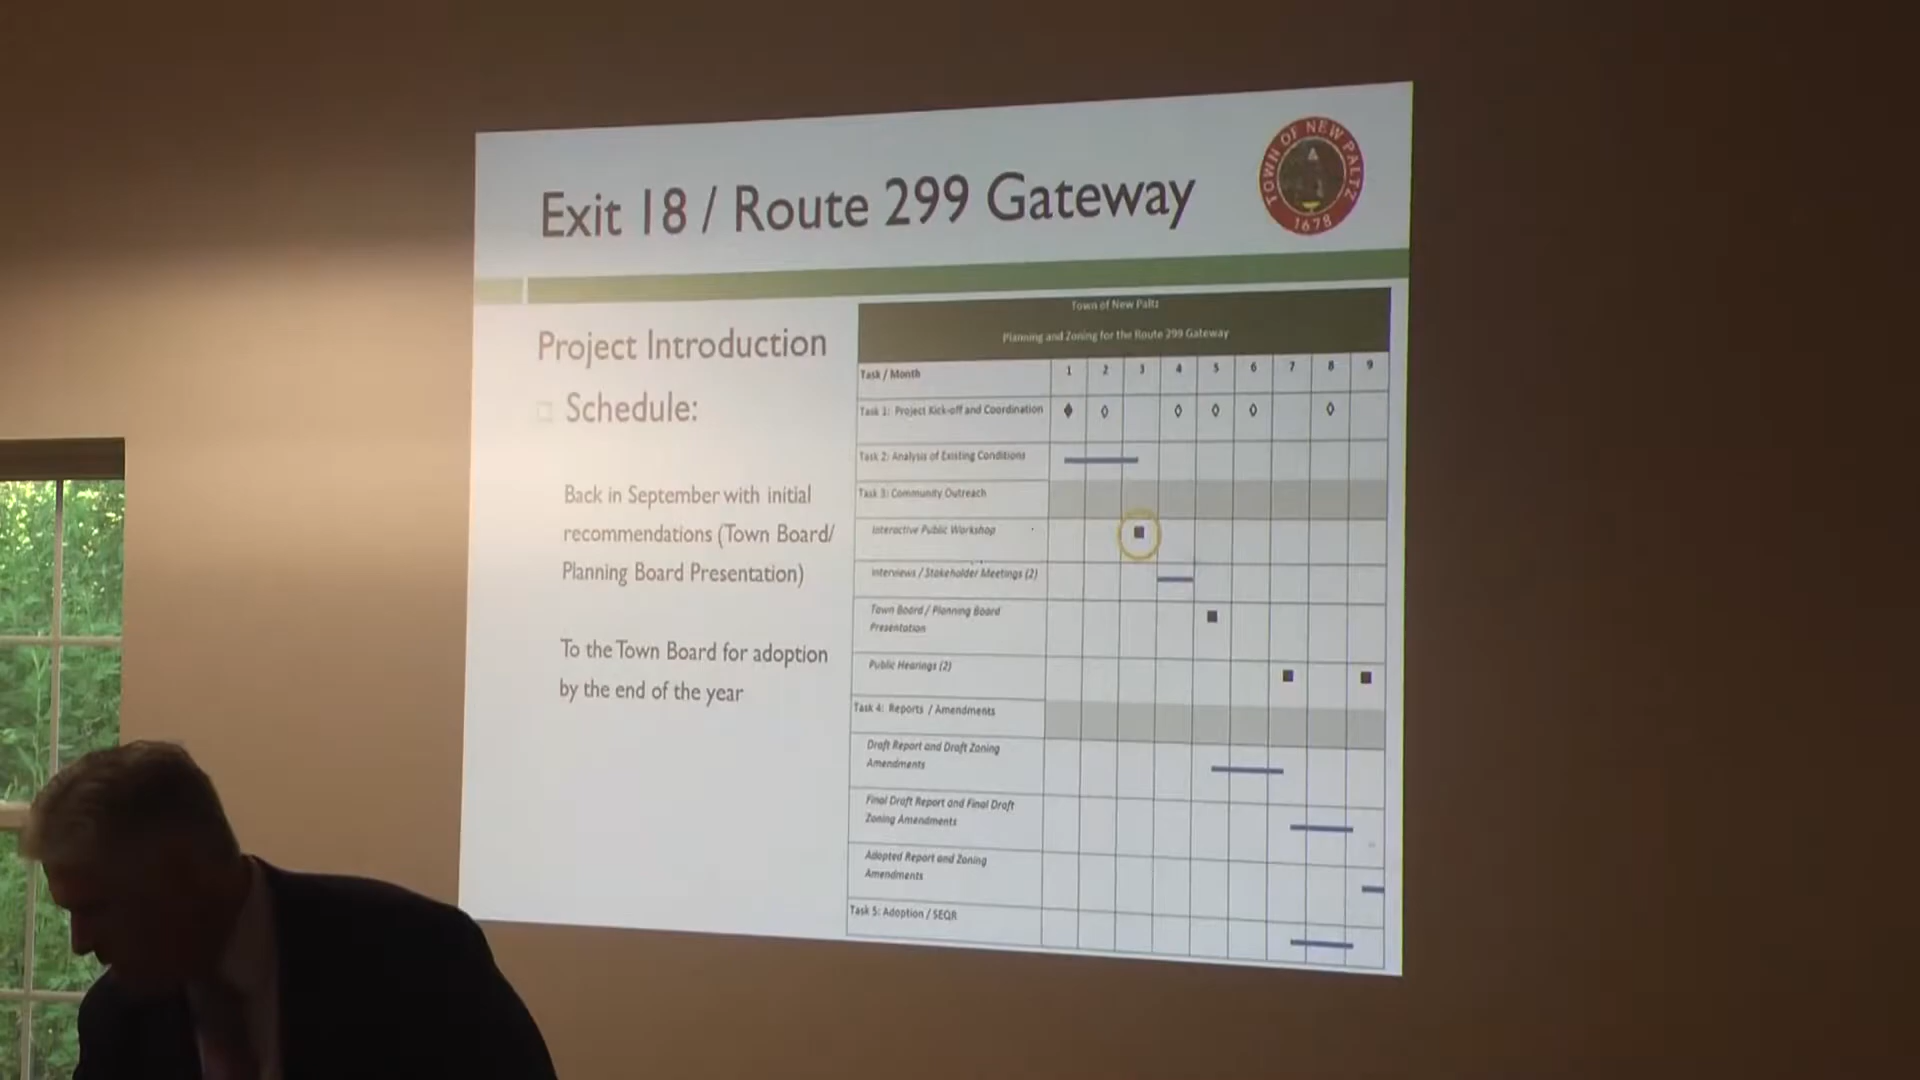 Exit 18 / Route 299 Gateway
TOWN OF NEW PALTZ
1678
Project Introduction
Schedule:
Back in September with initial
recommendations (Town Board/
Planning Board Presentation)
To the Town Board for adoption
by the end of the year
Town of New Paltz
Planning and Zoning for the Route 299 Gateway
Task / Month 1 2 3 4 5 6 7 8 9
Task 1: Project Kick-off and Coordination
Task 2: Analysis of Existing Conditions
Task 3: Community Outreach
Interactive Public Workshop
Interviews / Stakeholder Meetings (2)
Town Board / Planning Board
Presentation
Public Hearings (2)
Task 4: Reports / Amendments
Draft Report and Draft Zoning
Amendments
Final Draft Report and Final Draft
Zoning Amendments
Adopted Report and Zoning
Amendments
Task 5: Adoption / SEQR